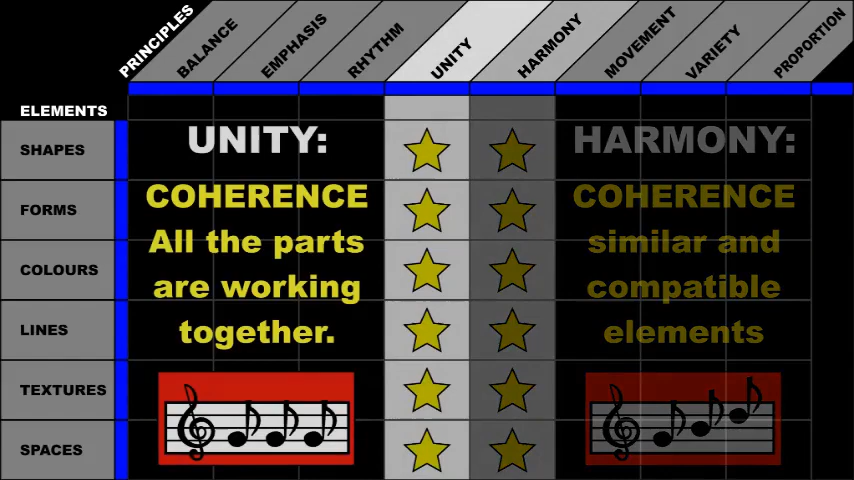 PRINCIPLES
BALANCE
EMPHASIS
RHYTHM
UNITY
HARMONY
MOVEMENT
VARIETY
PROPORTION
ELEMENTS
SHAPES
FORMS
COLOURS
LINES
TEXTURES
SPACES
UNITY:
COHERENCE
All the parts
are working
together.
HARMONY:
COHERENCE
similar and
compatible
elements